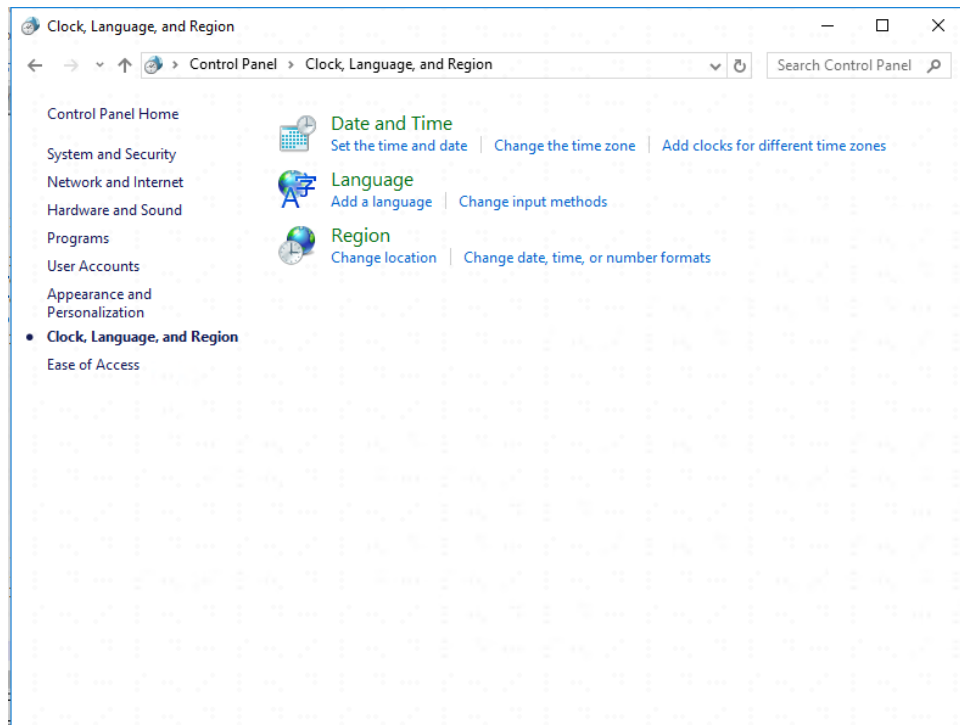 Clock, Language, and Region
Control Panel > Clock, Language, and Region
Search Control Panel
Control Panel Home
System and Security
Network and Internet
Hardware and Sound
Programs
User Accounts
Appearance and
Personalization
Clock, Language, and Region
Ease of Access
Date and Time
Set the time and date | Change the time zone | Add clocks for different time zones
Language
Add a language | Change input methods
Region
Change location | Change date, time, or number formats